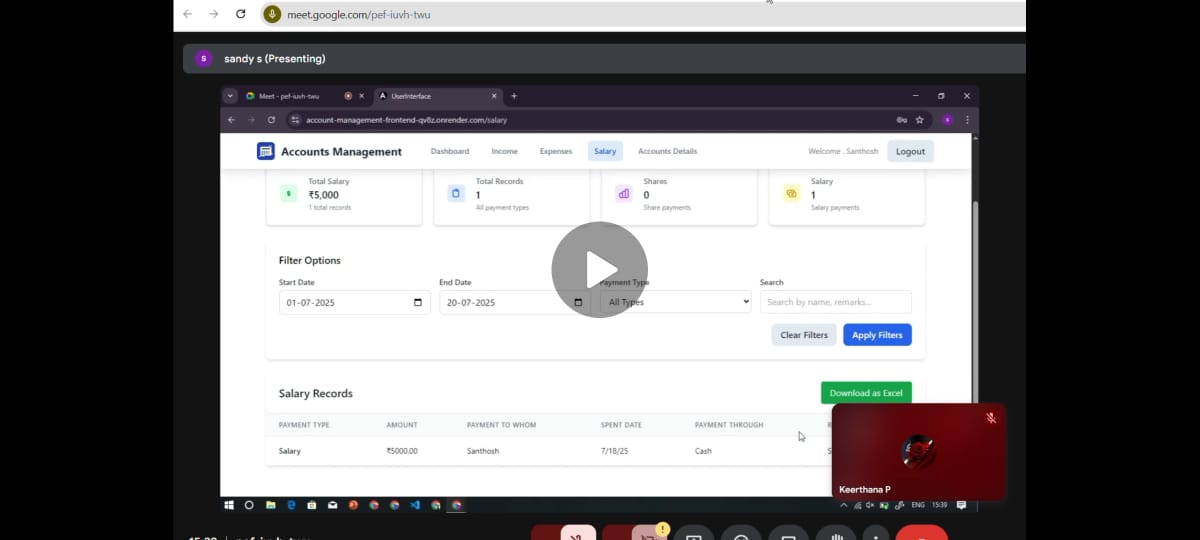 meet.google.com/pef-iuvh-twu
S sandy s (Presenting)
Meet - pef-iuvh-twu UserInterface
account-management-frontend-qv8z.onrender.com/salary
Accounts Management Dashboard Income Expenses Salary Accounts Details Welcome . Santhosh Logout
Total Salary Total Records Shares Salary
₹5,000 1 0 1
1 total records All payment types Share payments Salary payments
Filter Options
Start Date End Date Payment Type Search
01-07-2025 20-07-2025 All Types Search by name, remarks...
Clear Filters Apply Filters
Salary Records Download as Excel
PAYMENT TYPE AMOUNT PAYMENT TO WHOM SPENT DATE PAYMENT THROUGH
Salary ₹5000.00 Santhosh 7/18/25 Cash
Keerthana P
ENG 15:39